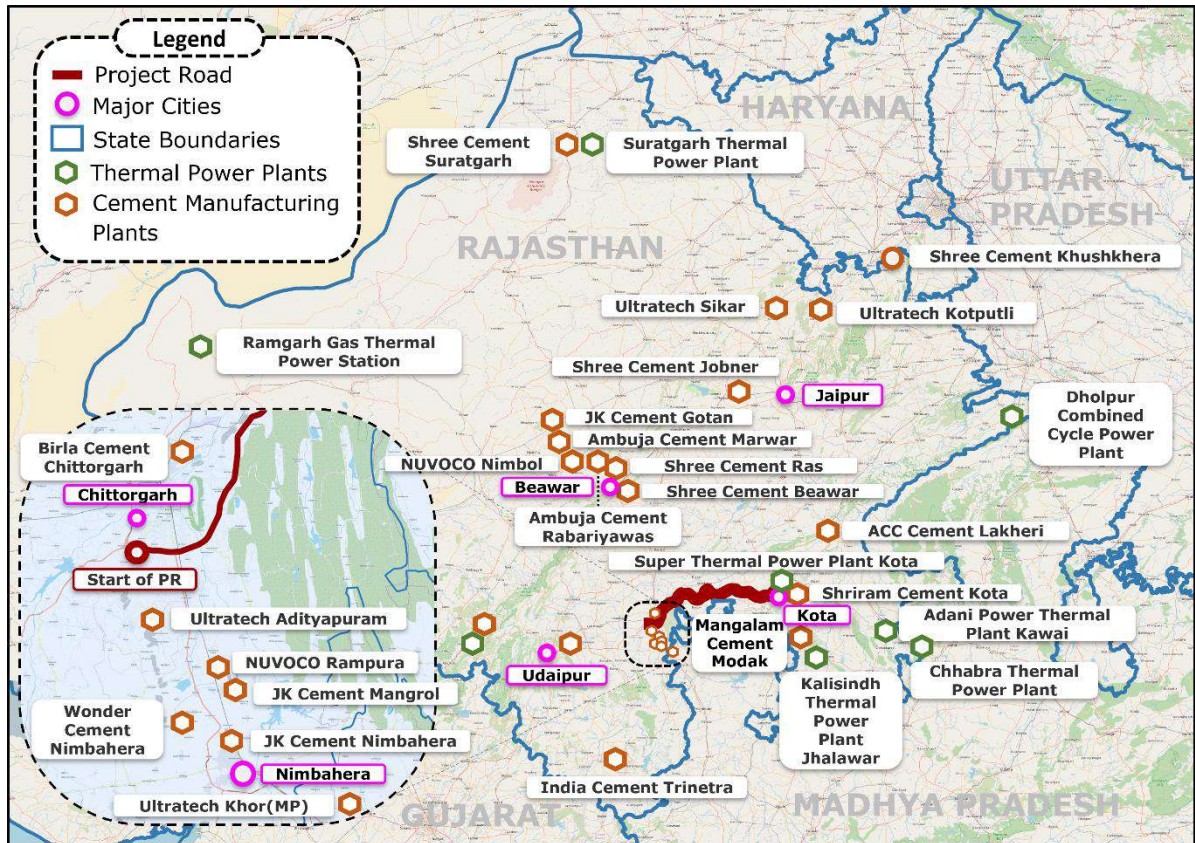 Legend
Project Road
Major Cities
State Boundaries
Thermal Power Plants
Cement Manufacturing
Plants
HARYANA
UTTAR
PRADESH
RAJASTHAN
Shree Cement
Suratgarh
Suratgarh Thermal
Power Plant
Shree Cement Khushkhera
Ultratech Sikar
Ultratech Kotputli
Ramgarh Gas Thermal
Power Station
Shree Cement Jobner
Jaipur
Dholpur
Combined
Cycle Power
Plant
JK Cement Gotan
Ambuja Cement Marwar
NUVOCO Nimbol
Shree Cement Ras
Beawar
Shree Cement Beawar
Ambuja Cement
Rabariyawas
ACC Cement Lakheri
Super Thermal Power Plant Kota
Shriram Cement Kota
Kota
Mangalam
Cement
Modak
Adani Power Thermal
Plant Kawai
Chhabra Thermal
Power Plant
Kalisindh
Thermal
Power
Plant
Jhalawar
Udaipur
India Cement Trinetra
GUJARAT
MADHYA PRADESH
Birla Cement
Chittorgarh
Chittorgarh
Start of PR
Ultratech Adityapuram
NUVOCO Rampura
JK Cement Mangrol
Wonder
Cement
Nimbahera
JK Cement Nimbahera
Nimbahera
Ultratech Khor(MP)